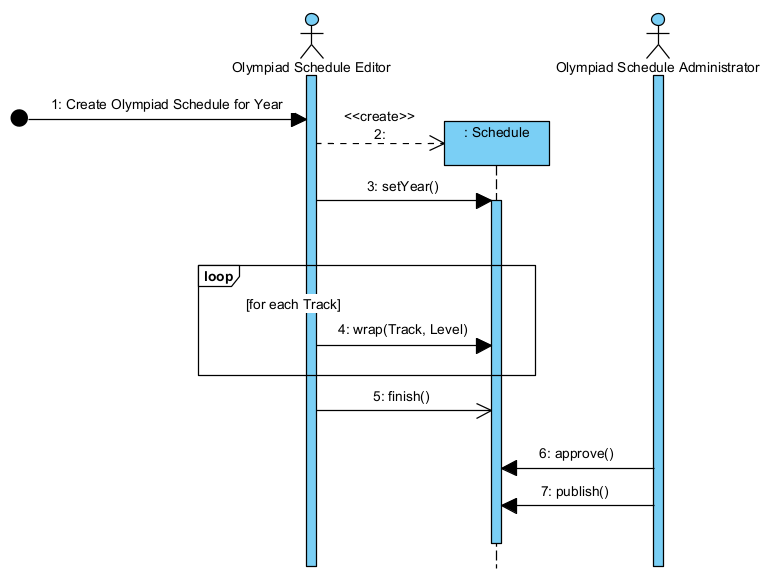 Olympiad Schedule Editor
Olympiad Schedule Administrator
1: Create Olympiad Schedule for Year
<<create>>
2:
: Schedule
3: setYear()
loop
[for each Track]
4: wrap(Track, Level)
5: finish()
6: approve()
7: publish()